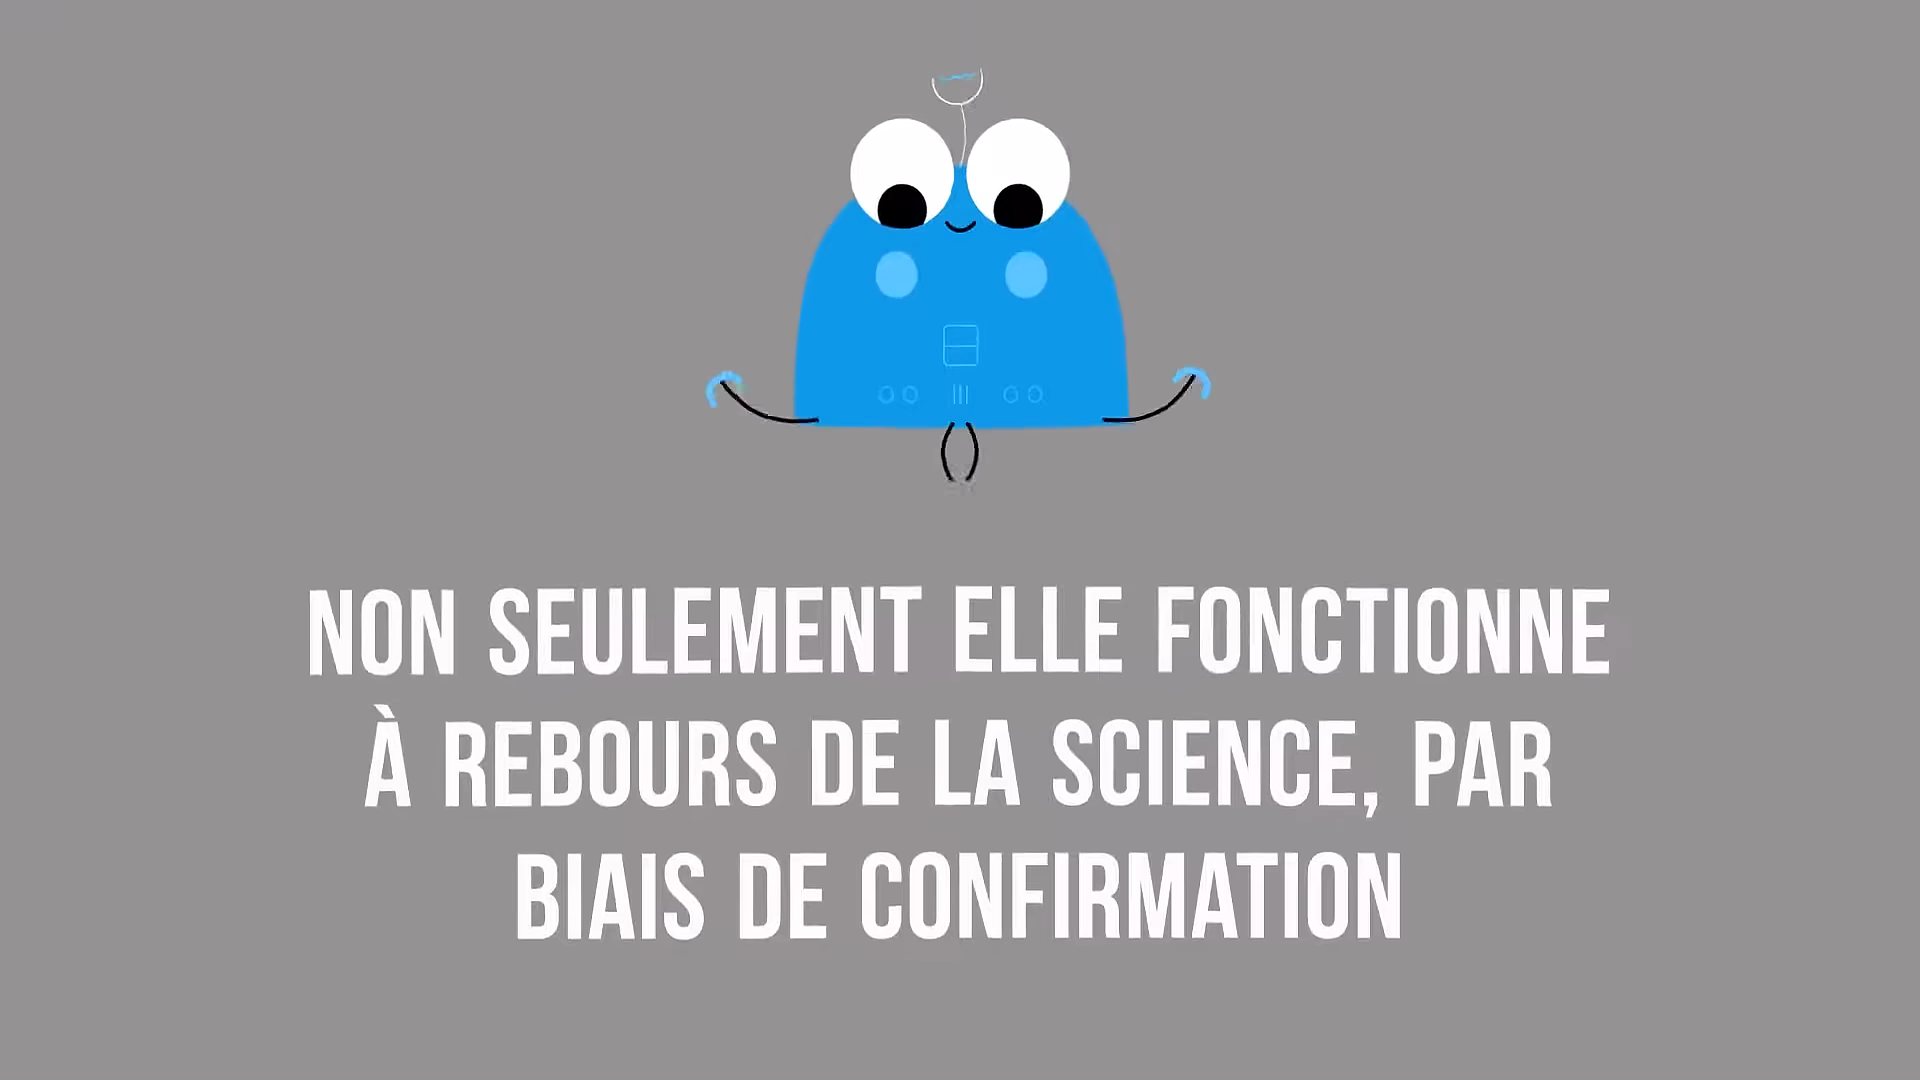 NON SEULEMENT ELLE FONCTIONNE
À REBOURS DE LA SCIENCE, PAR
BIAIS DE CONFIRMATION